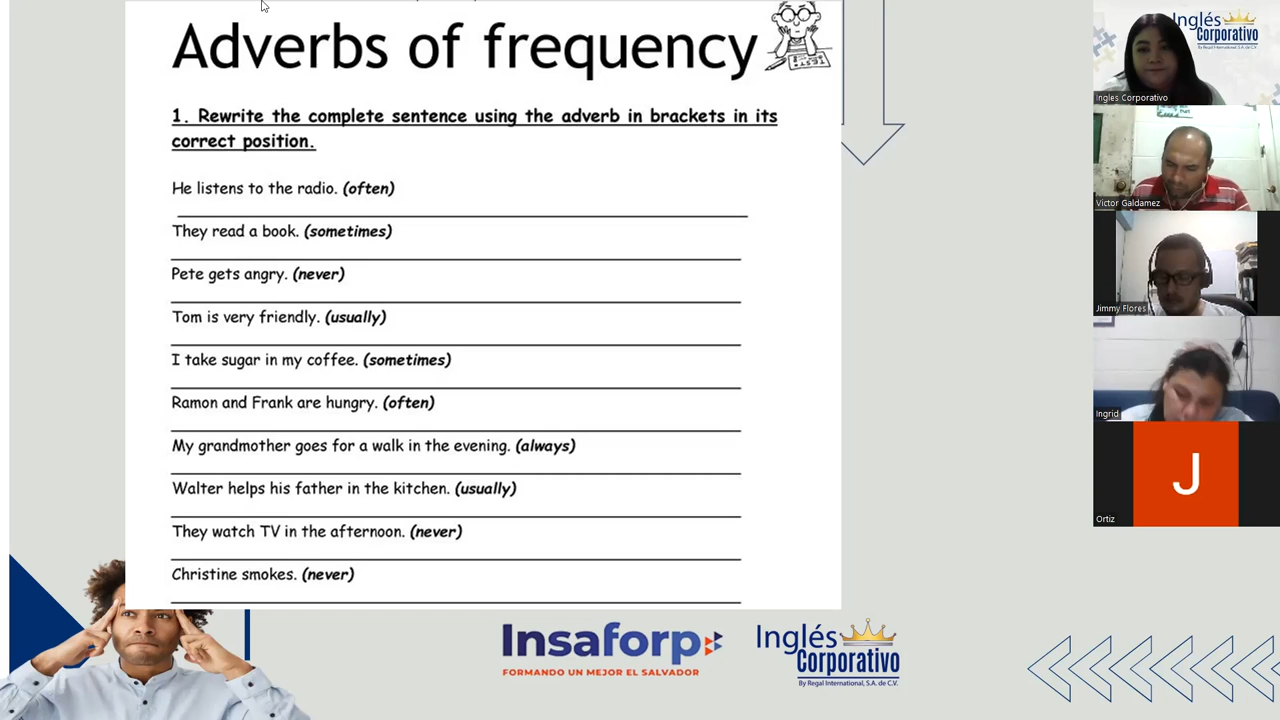 Adverbs of frequency
1. Rewrite the complete sentence using the adverb in brackets in its
correct position.
He listens to the radio. (often)
They read a book. (sometimes)
Pete gets angry. (never)
Tom is very friendly. (usually)
I take sugar in my coffee. (sometimes)
Ramon and Frank are hungry. (often)
My grandmother goes for a walk in the evening. (always)
Walter helps his father in the kitchen. (usually)
They watch TV in the afternoon. (never)
Christine smokes. (never)
Insaforp
FORMANDO UN MEJOR EL SALVADOR
Inglés
Corporativo
By Regal International, S.A. de C.V.
Inglés
Corporativo
By Regal International, S.A. de C.V.
Ingles Corporativo
Victor Galdamez
Jimmy Flores
Ingrid
J
Ortiz